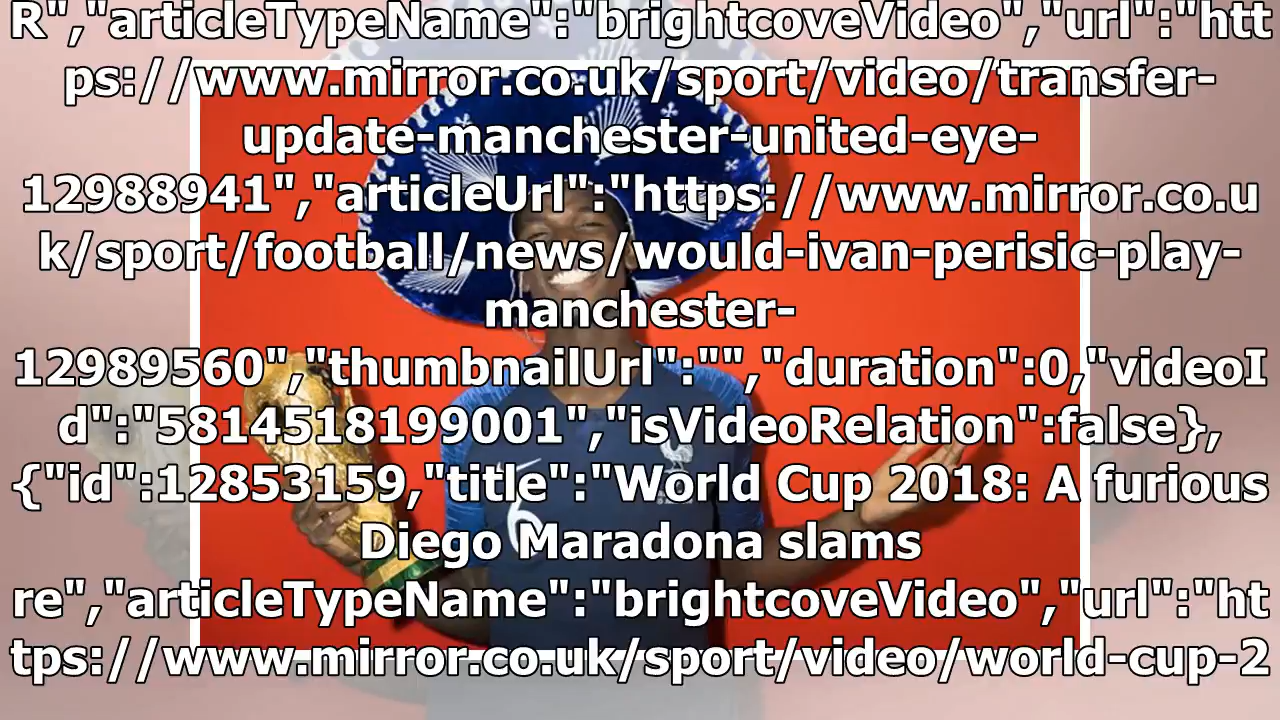 R","articleTypeName":"brightcoveVideo","url":"htt
ps://www.mirror.co.uk/sport/video/transfer-
update-manchester-united-eye-
12988941","articleUrl":"https://www.mirror.co.u
k/sport/football/news/would-ivan-perisic-play-
manchester-
12989560","thumbnailUrl":"","duration":0,"videoI
d":"5814518199001","isVideoRelation":false},
{"id":12853159,"title":"World Cup 2018: A furious
Diego Maradona slams
re","articleTypeName":"brightcoveVideo","url":"ht
tps://www.mirror.co.uk/sport/video/world-cup-2
6